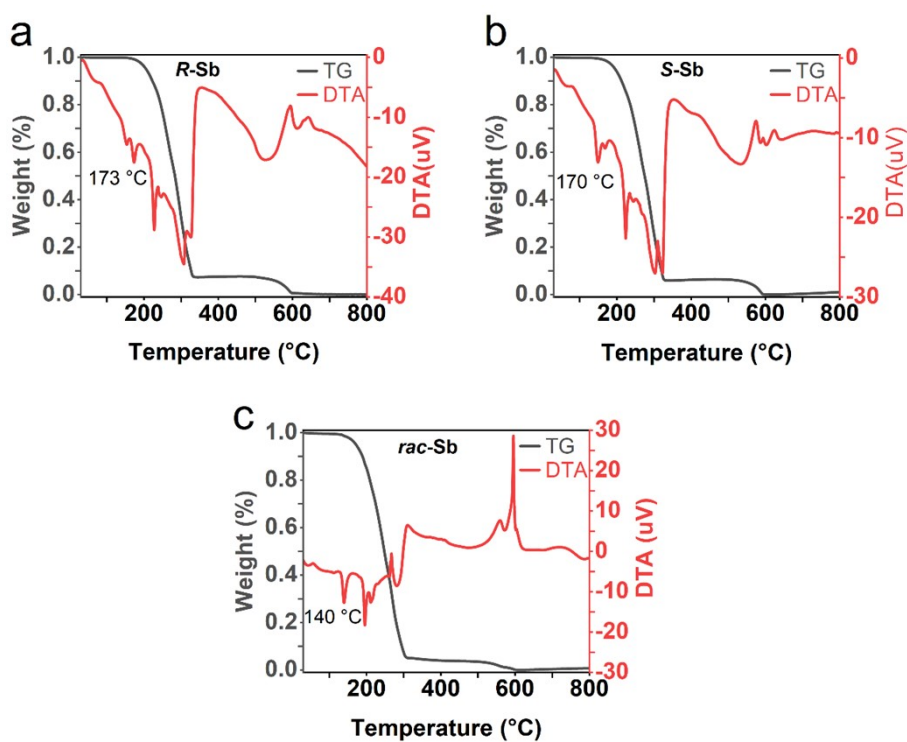 a
R-Sb
TG
DTA
173 °C
Weight (%)
1.0
0.8
0.6
0.4
0.2
0.0
0
-10
-20
-30
-40
DTA(uV)
200 400 600 800
Temperature (°C)
b
S-Sb
TG
DTA
170 °C
Weight (%)
1.0
0.8
0.6
0.4
0.2
0.0
0
-10
-20
-30
DTA(uV)
200 400 600 800
Temperature (°C)
c
rac-Sb
TG
DTA
140 °C
Weight (%)
1.0
0.8
0.6
0.4
0.2
0.0
30
20
10
0
-10
-20
-30
DTA (uV)
200 400 600 800
Temperature (°C)